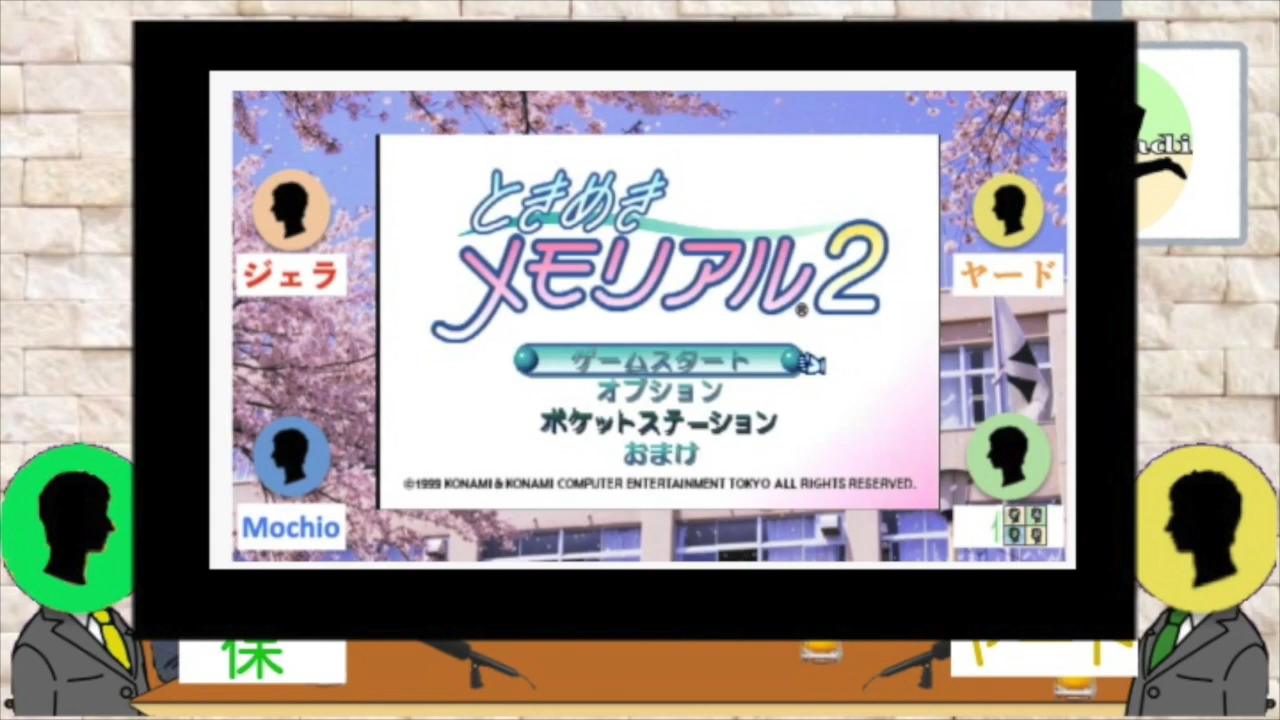 ときめき
メモリアル2
®
ゲームスタート
オプション
ポケットステーション
おまけ
©1999 KONAMI & KONAMI COMPUTER ENTERTAINMENT TOKYO ALL RIGHTS RESERVED.
ジェラ
ヤード
Mochio
保